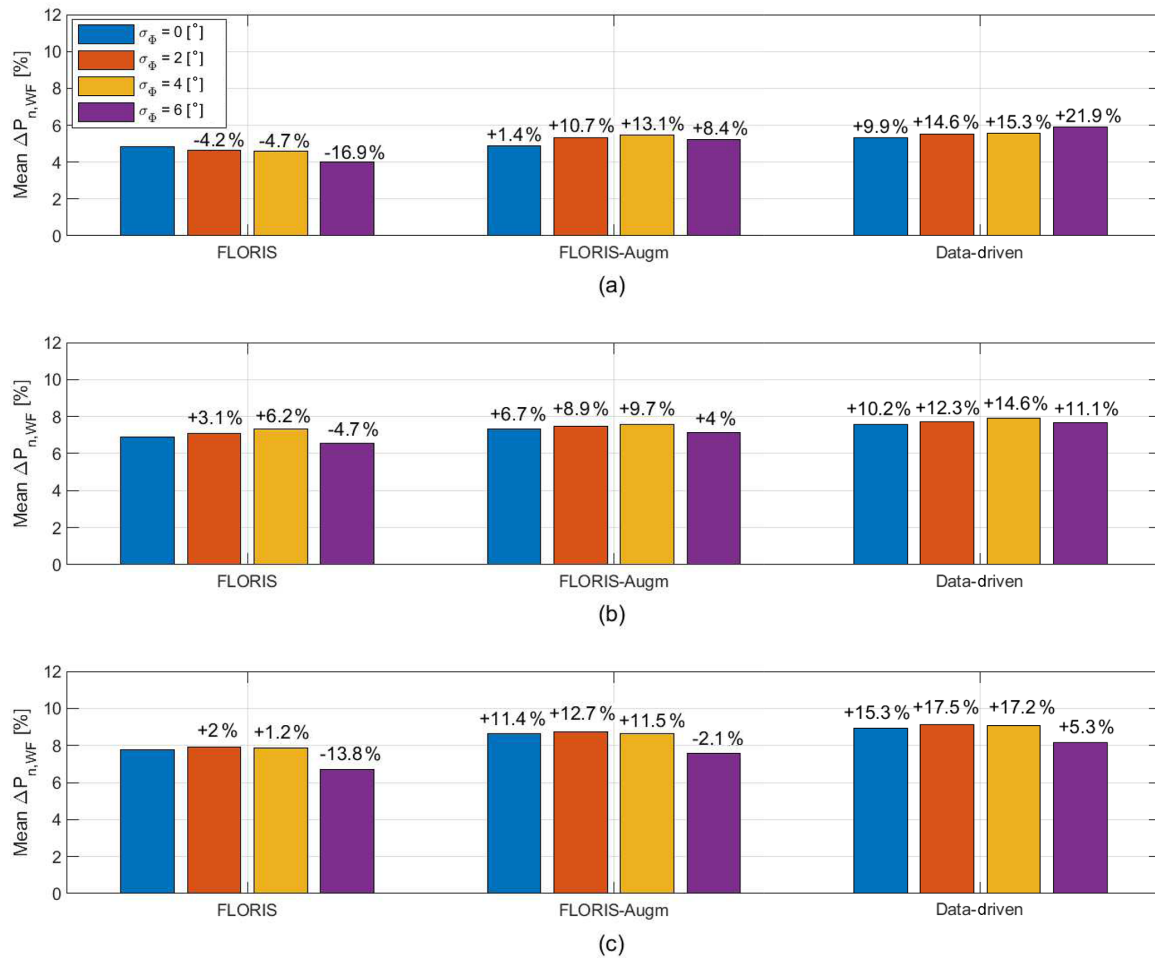 Mean ΔP n,WF [%]
12
10
8
6
4
2
0
σΦ = 0 [°]
σΦ = 2 [°]
σΦ = 4 [°]
σΦ = 6 [°]
-4.2 %
-4.7 %
-16.9%
+1.4 %
+10.7 %
+13.1 %
+8.4 %
+9.9 %
+14.6 %
+15.3 %
+21.9 %
FLORIS
FLORIS-Augm
Data-driven
(a)
Mean ΔP n,WF [%]
12
10
8
6
4
2
0
+3.1 %
+6.2 %
-4.7 %
+6.7 %
+8.9 %
+9.7 %
+4 %
+10.2 %
+12.3 %
+14.6 %
+11.1 %
FLORIS
FLORIS-Augm
Data-driven
(b)
Mean ΔP n,WF [%]
12
10
8
6
4
2
0
+2 %
+1.2 %
-13.8 %
+11.4 %
+12.7 %
+11.5 %
-2.1 %
+15.3 %
+17.5 %
+17.2 %
+5.3 %
FLORIS
FLORIS-Augm
Data-driven
(c)